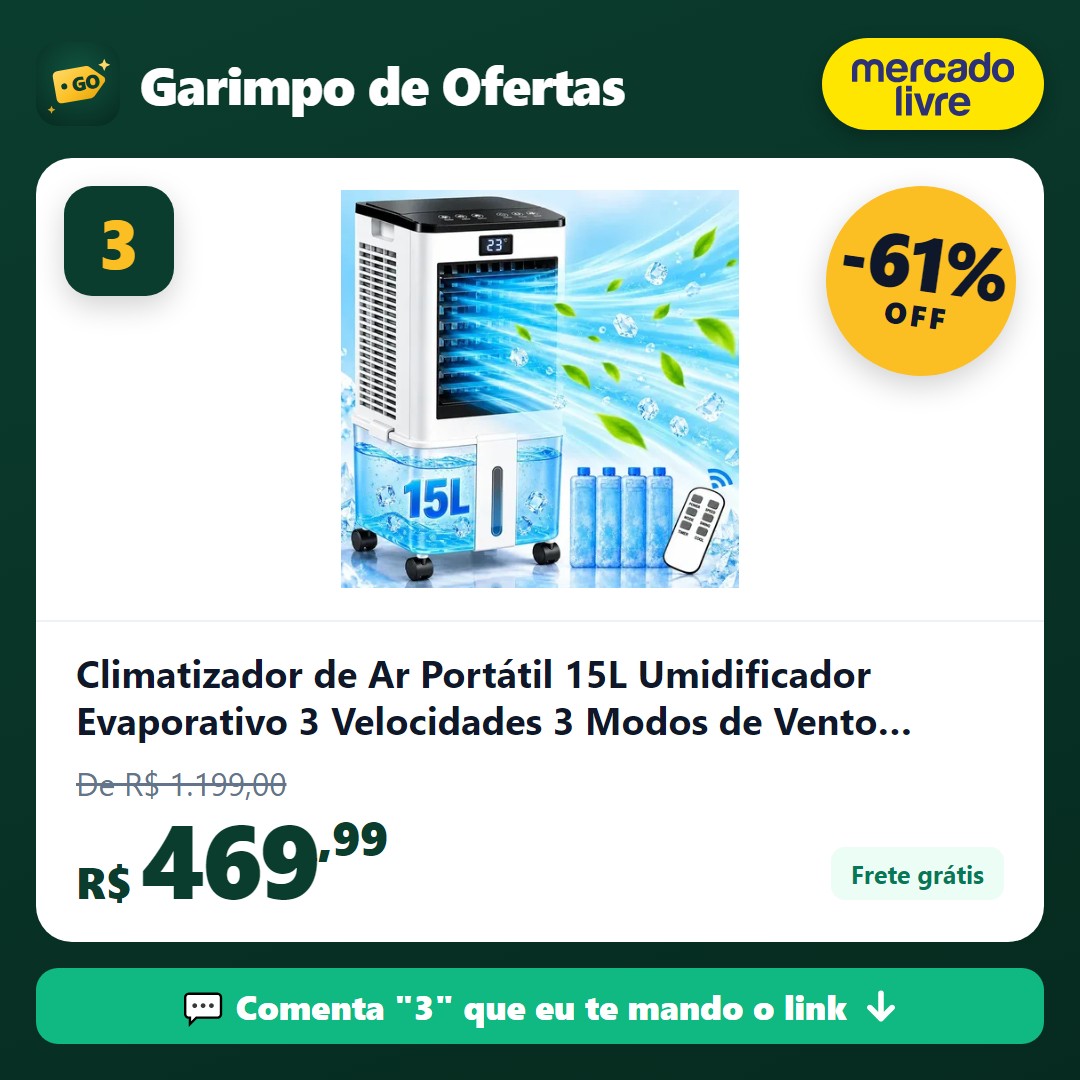 GO
Garimpo de Ofertas
mercado
livre
3
-61%
OFF
23°
15L
Climatizador de Ar Portátil 15L Umidificador
Evaporativo 3 Velocidades 3 Modos de Vento...
De R$ 1.199,00
R$ 469,99
Frete grátis
Comenta "3" que eu te mando o link